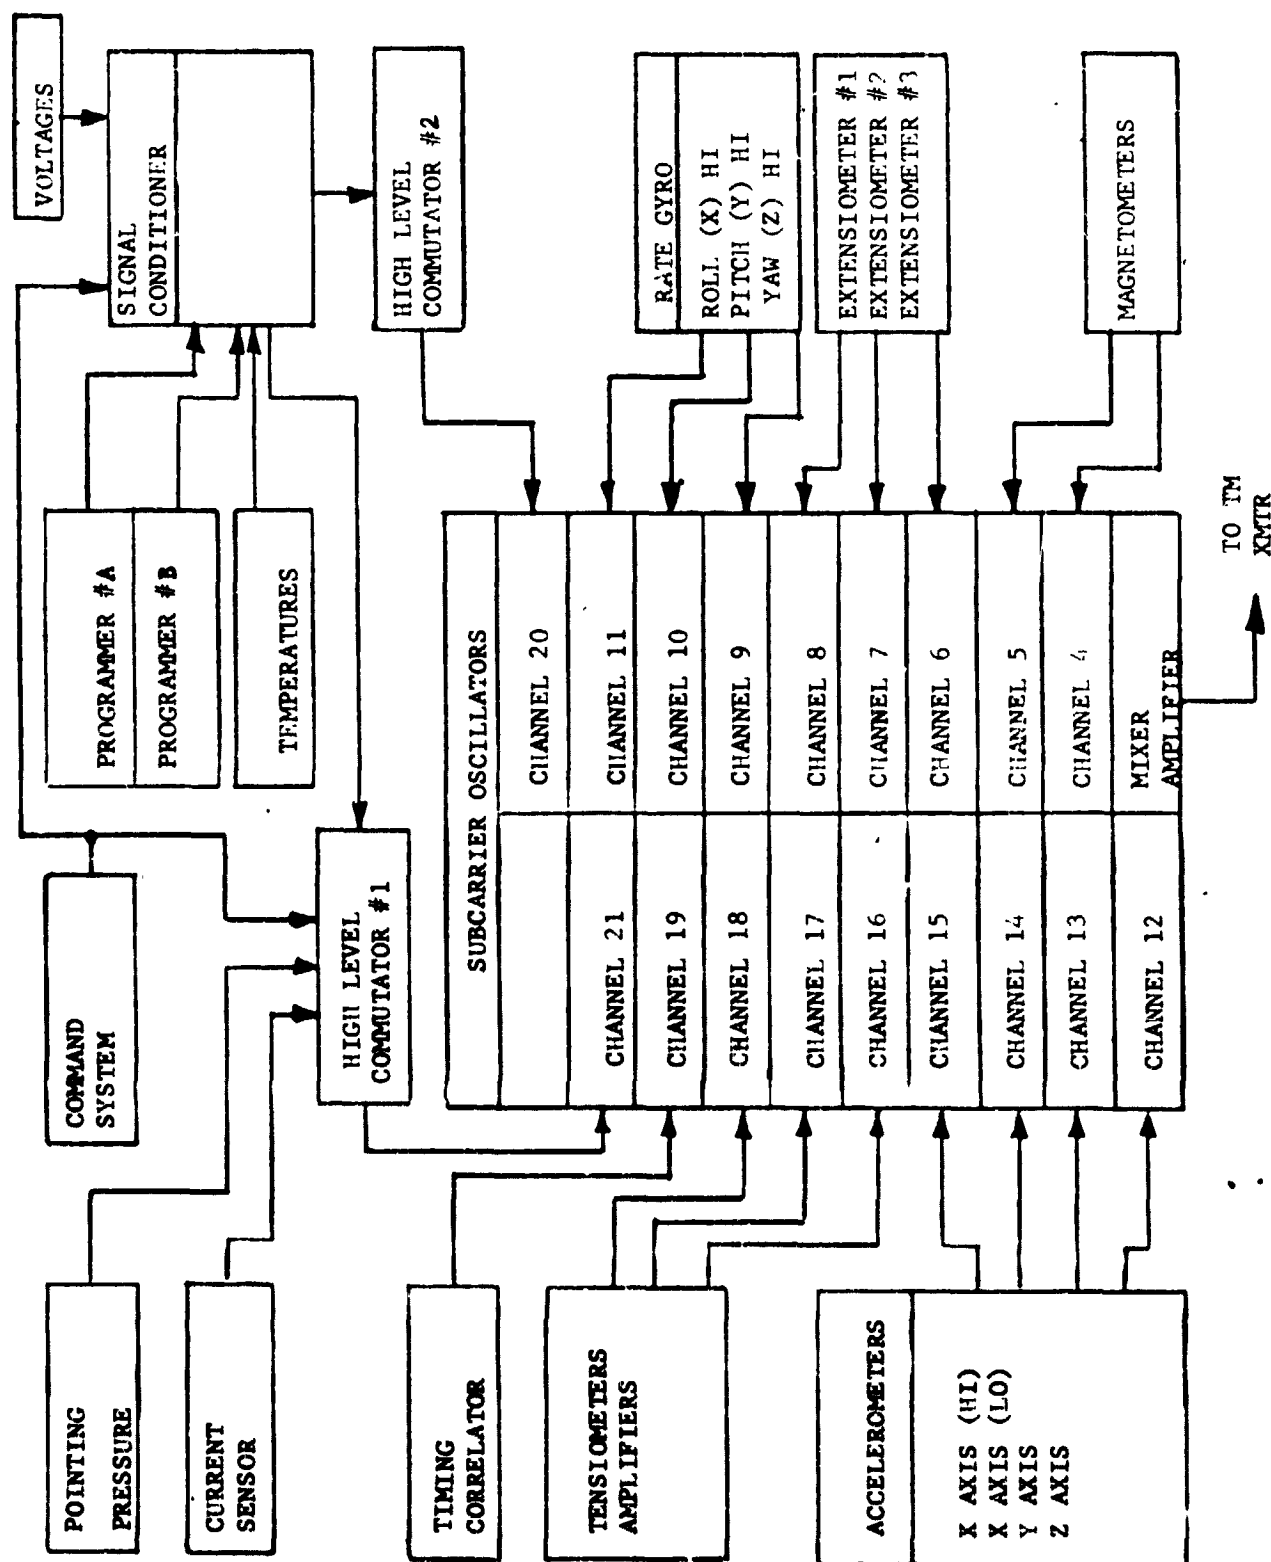 POINTING
PRESSURE
COMMAND
SYSTEM
PROGRAMMER #A
PROGRAMMER #B
VOLTAGES
CURRENT
SENSOR
TEMPERATURES
SIGNAL
CONDITIONER
HIGH LEVEL
COMMUTATOR #1
HIGH LEVEL
COMMUTATOR #2
TIMING
CORRELATOR
TENSIOMETERS
AMPLIFIERS
ACCELEROMETERS
X AXIS (HI)
X AXIS (LO)
Y AXIS
Z AXIS
SUBCARRIER OSCILLATORS
CHANNEL 20
CHANNEL 21
CHANNEL 11
CHANNEL 19
CHANNEL 10
CHANNEL 18
CHANNEL 9
CHANNEL 17
CHANNEL 8
CHANNEL 16
CHANNEL 7
CHANNEL 15
CHANNEL 6
CHANNEL 14
CHANNEL 5
CHANNEL 13
CHANNEL 4
CHANNEL 12
MIXER
AMPLIFIER
RATE GYRO
ROLL (X) HI
PITCH (Y) HI
YAW (Z) HI
EXTENSIOMETER #1
EXTENSIOMETER #2
EXTENSIOMETER #3
MAGNETOMETERS
TO TM
XMTR